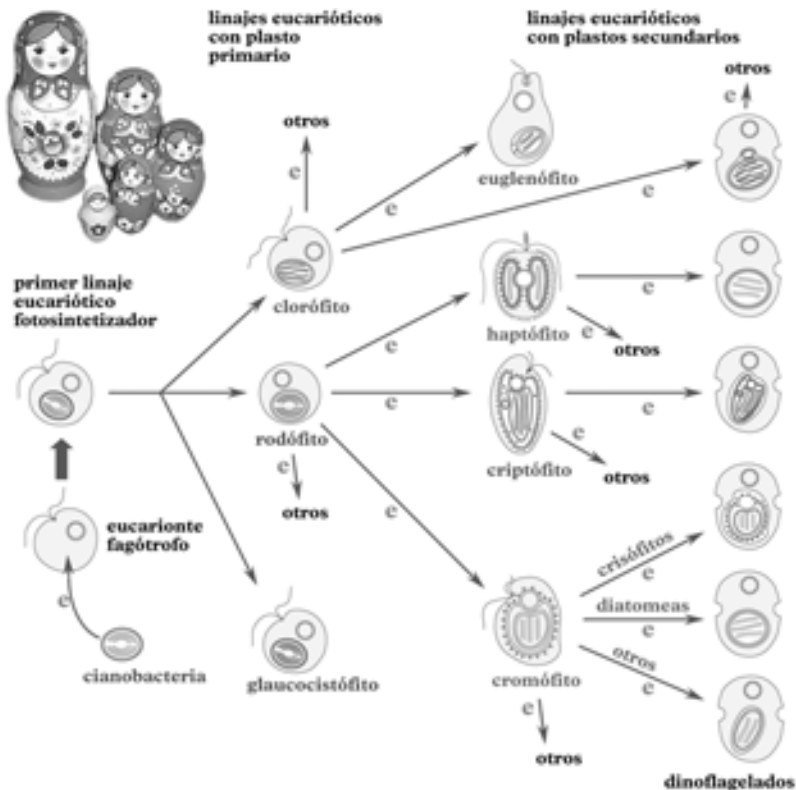 linajes eucarióticos
con plasto
primario
linajes eucarióticos
con plastos secundarios
otros
e
otros
e
euglenófito
e
e
primer linaje
eucariótico
fotosintetizador
clorófito
e
haptófito
e
e
otros
rodófito
e
e
otros
e
criptófito
e
e
otros
e
eucarionte
fagótrofo
e
cianobacteria
glaucocistófito
cromófito
e
otros
crisófitos
e
diatomeas
e
otros
e
dinoflagelados